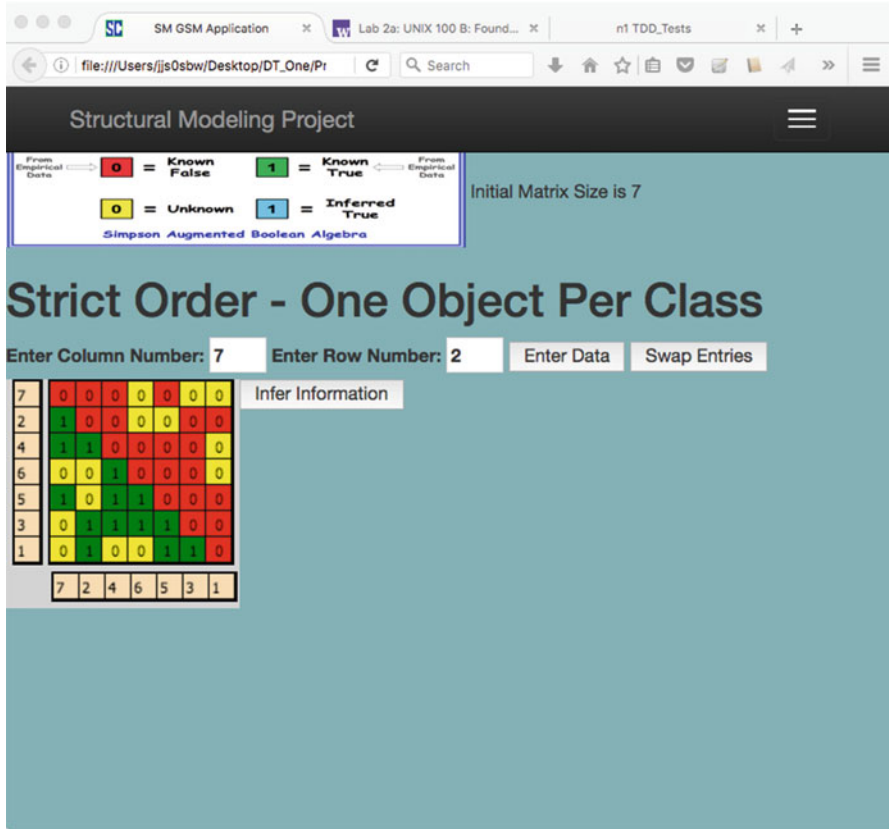 SC SM GSM Application × W Lab 2a: UNIX 100 B: Found... × n1 TDD_Tests × +
file:///Users/jjs0sbw/Desktop/DT_One/Pr Search
Structural Modeling Project
From Empirical Data 0 = Known False 1 = Known True From Empirical Data
0 = Unknown 1 = Inferred True
Simpson Augmented Boolean Algebra
Initial Matrix Size is 7
Strict Order - One Object Per Class
Enter Column Number: 7 Enter Row Number: 2 Enter Data Swap Entries
7 0 0 0 0 0 0 0 Infer Information
2 1 0 0 0 0 0 0
4 1 1 0 0 0 0 0
6 0 0 1 0 0 0 0
5 1 0 1 1 0 0 0
3 0 1 1 1 1 0 0
1 0 1 0 0 1 1 0
7 2 4 6 5 3 1